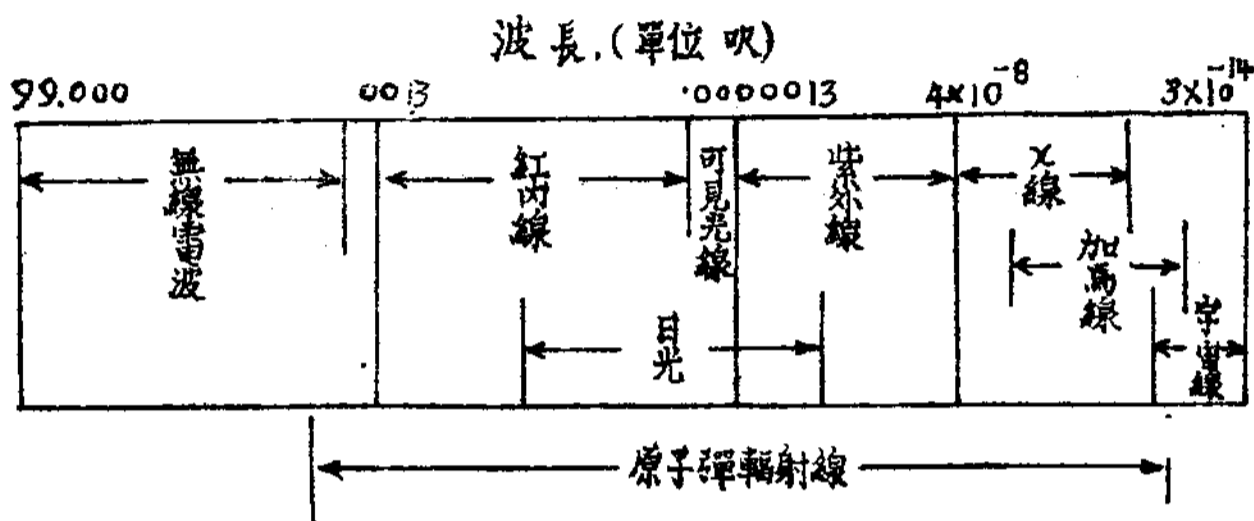 波長.(單位 呎)
99.000 0013 .00000013 4×10⁻⁸ 3×10⁻¹⁴
無線電波
紅內線
可見光線
紫外線
X線
加馬線
宇宙線
日光
原子彈輻射線